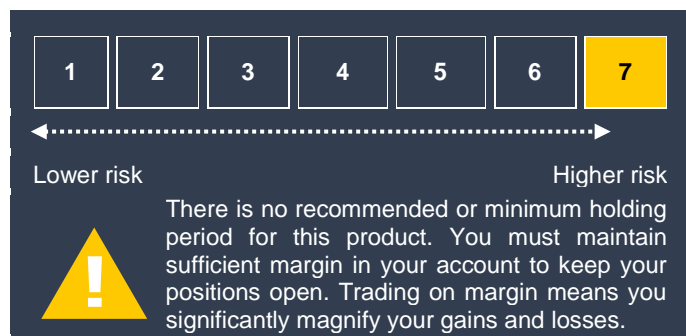 1 2 3 4 5 6 7
Lower risk Higher risk
There is no recommended or minimum holding
period for this product. You must maintain
sufficient margin in your account to keep your
positions open. Trading on margin means you
significantly magnify your gains and losses.